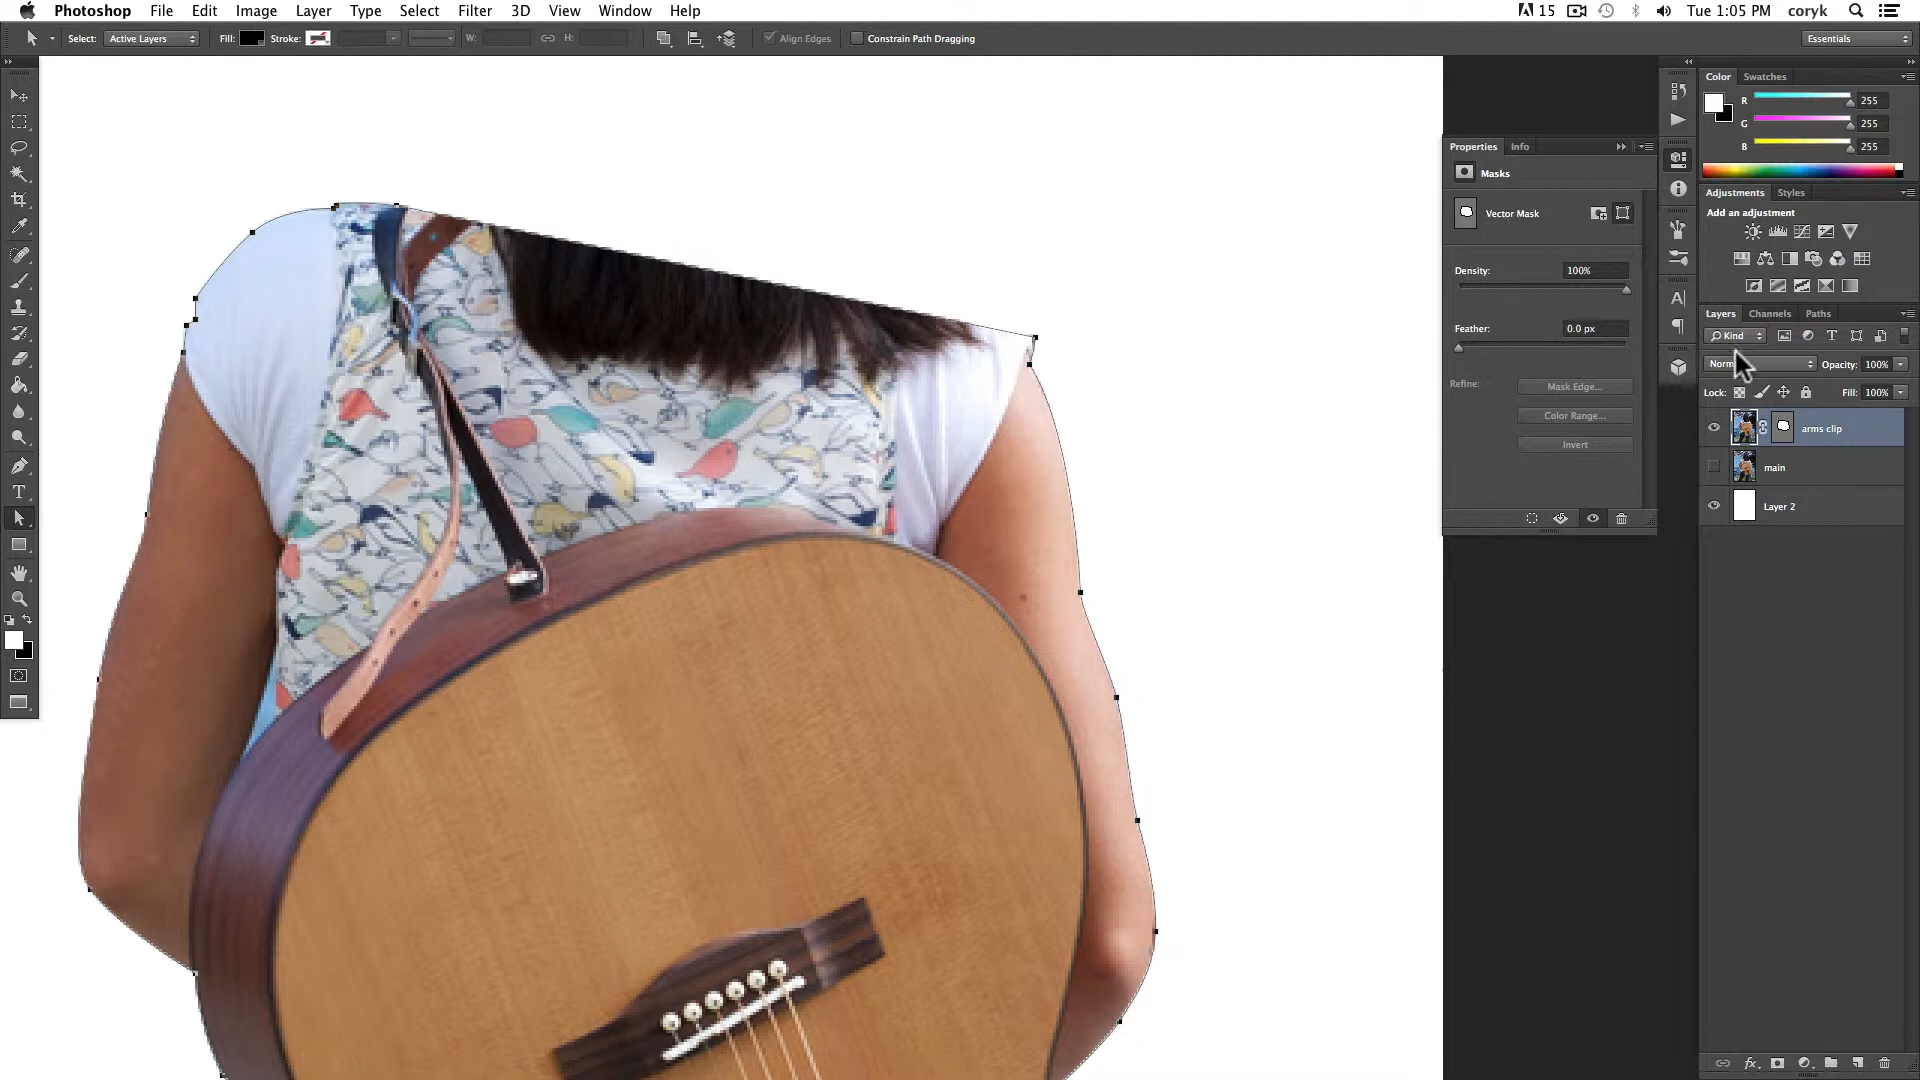 Photoshop File Edit Image Layer Type Select Filter 3D View Window Help 15 Tue 1:05 PM coryk
Select: Active Layers Fill: Stroke: W: H: Align Edges Constrain Path Dragging Essentials
Color Swatches
R 255
G 255
B 255
Properties Info
Masks
Vector Mask
Density: 100%
Feather: 0.0 px
Refine: Mask Edge...
Color Range...
Invert
Adjustments Styles
Add an adjustment
Layers Channels Paths
Kind
Norm Opacity: 100%
Lock: Fill: 100%
arms clip
main
Layer 2